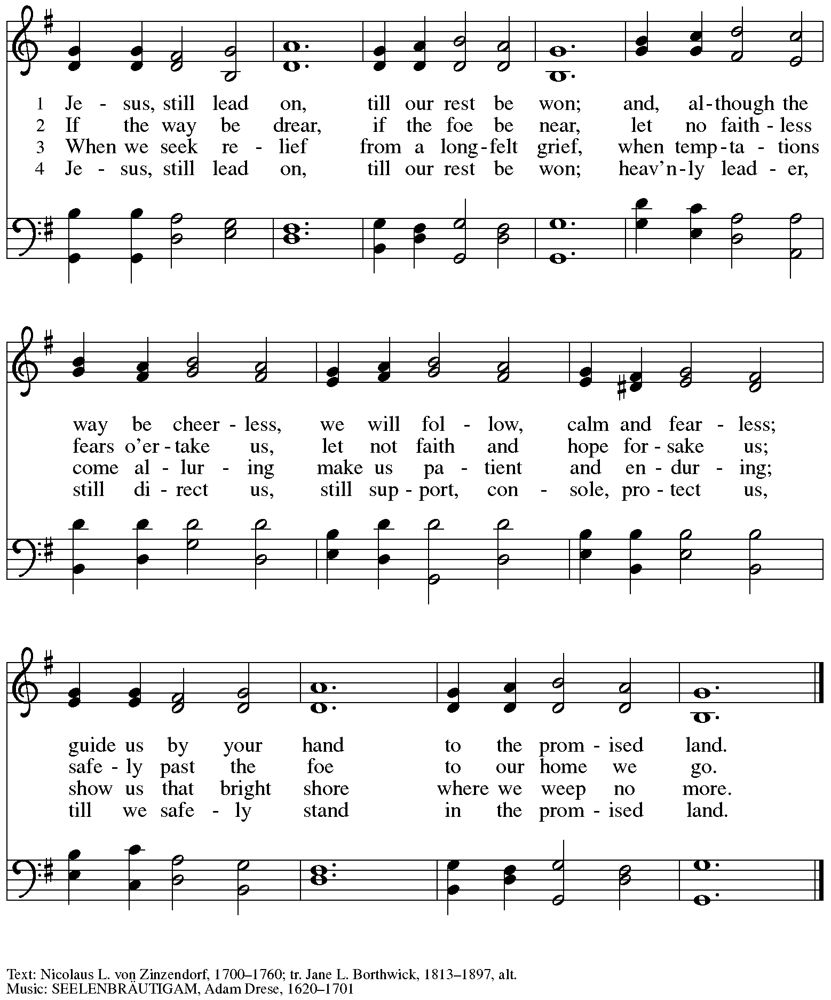 1 Je - sus, still lead on, till our rest be won; and, al - though the
2 If the way be drear, if the foe be near, let no faith - less
3 When we seek re - lief from a long - felt grief, when temp - ta - tions
4 Je - sus, still lead on, till our rest be won; heav'n - ly lead - er,
way be cheer - less, we will fol - low, calm and fear - less;
fears o'er - take us, let not faith and hope for - sake us;
come al - lur - ing make us pa - tient and en - dur - ing;
still di - rect us, still sup - port, con - sole, pro - tect us,
guide us by your hand to the prom - ised land.
safe - ly past the foe to our home we go.
show us that bright shore where we weep no more.
till we safe - ly stand in the prom - ised land.
Text: Nicolaus L. von Zinzendorf, 1700–1760; tr. Jane L. Borthwick, 1813–1897, alt.
Music: SEELENBRÄUTIGAM, Adam Drese, 1620–1701